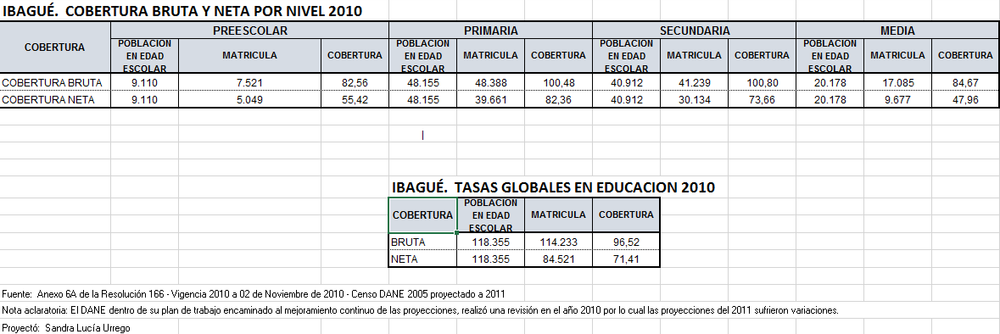 IBAGUÉ.  COBERTURA BRUTA Y NETA POR NIVEL 2010
COBERTURA PREESCOLAR PRIMARIA SECUNDARIA MEDIA
POBLACION EN EDAD ESCOLAR MATRICULA COBERTURA POBLACION EN EDAD ESCOLAR MATRICULA COBERTURA POBLACION EN EDAD ESCOLAR MATRICULA COBERTURA POBLACION EN EDAD ESCOLAR MATRICULA COBERTURA
COBERTURA BRUTA 9.110 7.521 82,56 48.155 48.388 100,48 40.912 41.239 100,80 20.178 17.085 84,67
COBERTURA NETA 9.110 5.049 55,42 48.155 39.661 82,36 40.912 30.134 73,66 20.178 9.677 47,96
IBAGUÉ.  TASAS GLOBALES EN EDUCACION 2010
COBERTURA POBLACION EN EDAD ESCOLAR MATRICULA COBERTURA
BRUTA 118.355 114.233 96,52
NETA 118.355 84.521 71,41
Fuente:  Anexo 6A de la Resolución 166 - Vigencia 2010 a 02 de Noviembre de 2010 - Censo DANE 2005 proyectado a 2011
Nota aclaratoria: El DANE dentro de su plan de trabajo encaminado al mejoramiento continuo de las proyecciones, realizó una revisión en el año 2010 por lo cual las proyecciones del 2011 sufrieron variaciones.
Proyectó:  Sandra Lucía Urrego